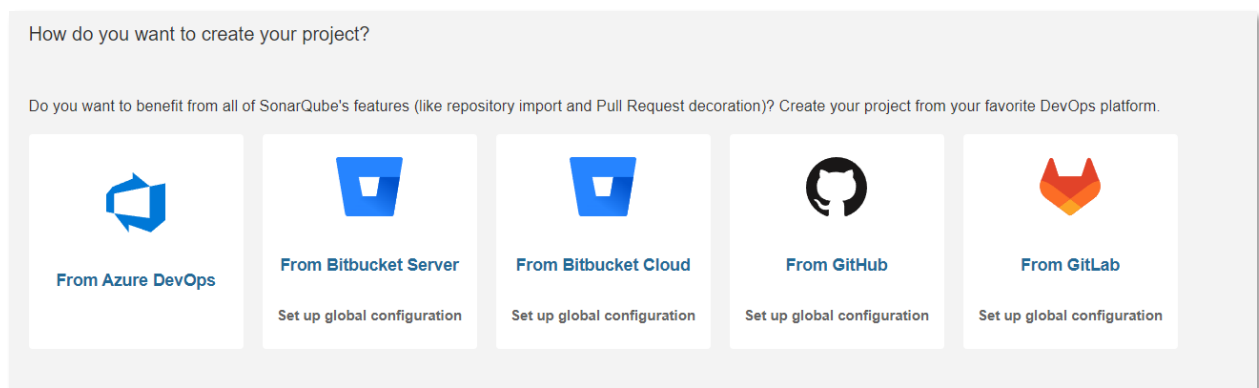 How do you want to create your project?
Do you want to benefit from all of SonarQube's features (like repository import and Pull Request decoration)? Create your project from your favorite DevOps platform.
From Azure DevOps
From Bitbucket Server
Set up global configuration
From Bitbucket Cloud
Set up global configuration
From GitHub
Set up global configuration
From GitLab
Set up global configuration